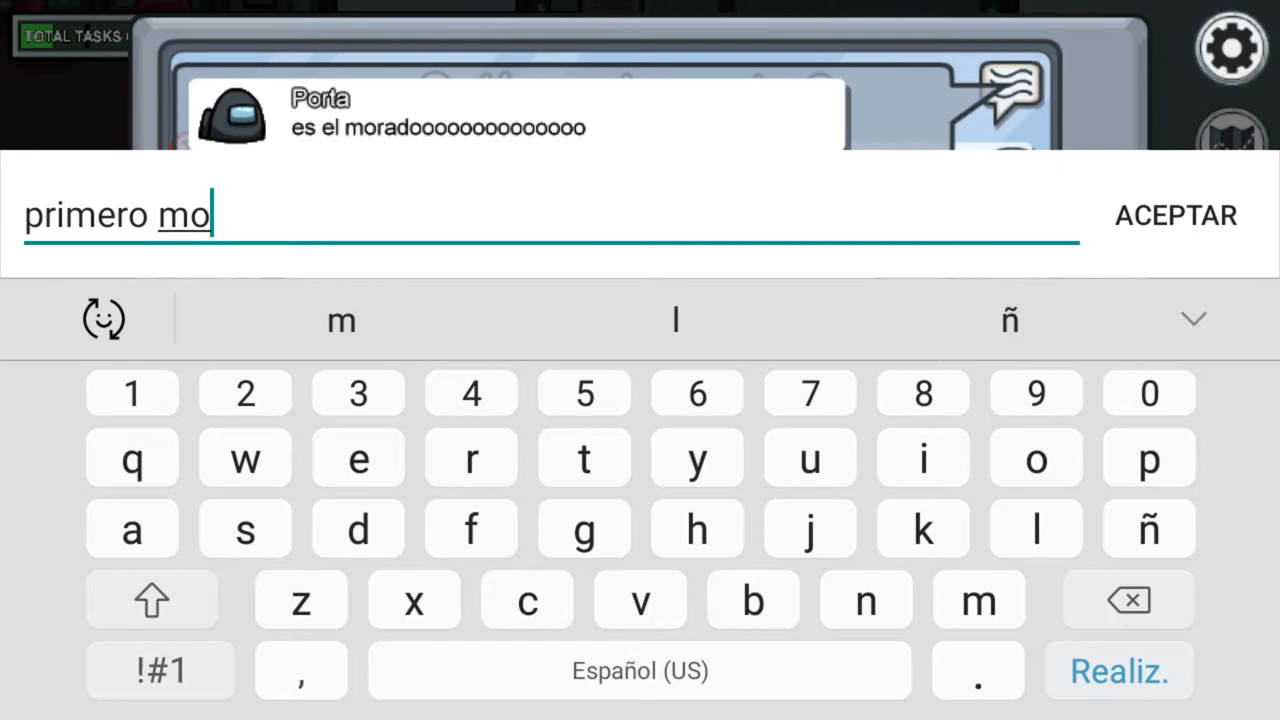 TOTAL TASKS
Porta
es el moradoooooooooooooo
primero mo
ACEPTAR
m l ñ
1 2 3 4 5 6 7 8 9 0
q w e r t y u i o p
a s d f g h j k l ñ
z x c v b n m
!#1 , Español (US) . Realiz.